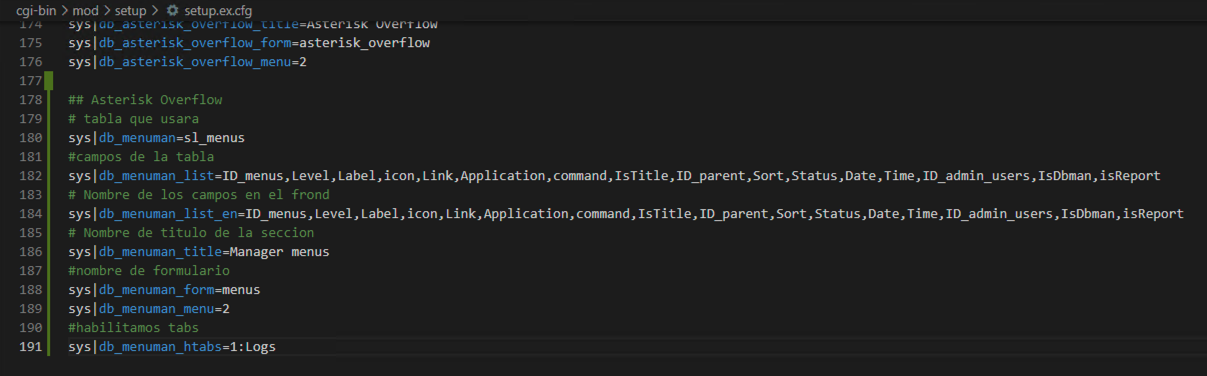 cgi-bin > mod > setup > setup.ex.cfg
174 sys|db_asterisk_overflow_title=Asterisk Overflow
175 sys|db_asterisk_overflow_form=asterisk_overflow
176 sys|db_asterisk_overflow_menu=2
177
178 ## Asterisk Overflow
179 # tabla que usara
180 sys|db_menuman=sl_menus
181 #campos de la tabla
182 sys|db_menuman_list=ID_menus,Level,Label,icon,Link,Application,command,IsTitle,ID_parent,Sort,Status,Date,Time,ID_admin_users,IsDbman,isReport
183 # Nombre de los campos en el frond
184 sys|db_menuman_list_en=ID_menus,Level,Label,icon,Link,Application,command,IsTitle,ID_parent,Sort,Status,Date,Time,ID_admin_users,IsDbman,isReport
185 # Nombre de titulo de la seccion
186 sys|db_menuman_title=Manager menus
187 #nombre de formulario
188 sys|db_menuman_form=menus
189 sys|db_menuman_menu=2
190 #habilitamos tabs
191 sys|db_menuman_htabs=1:Logs